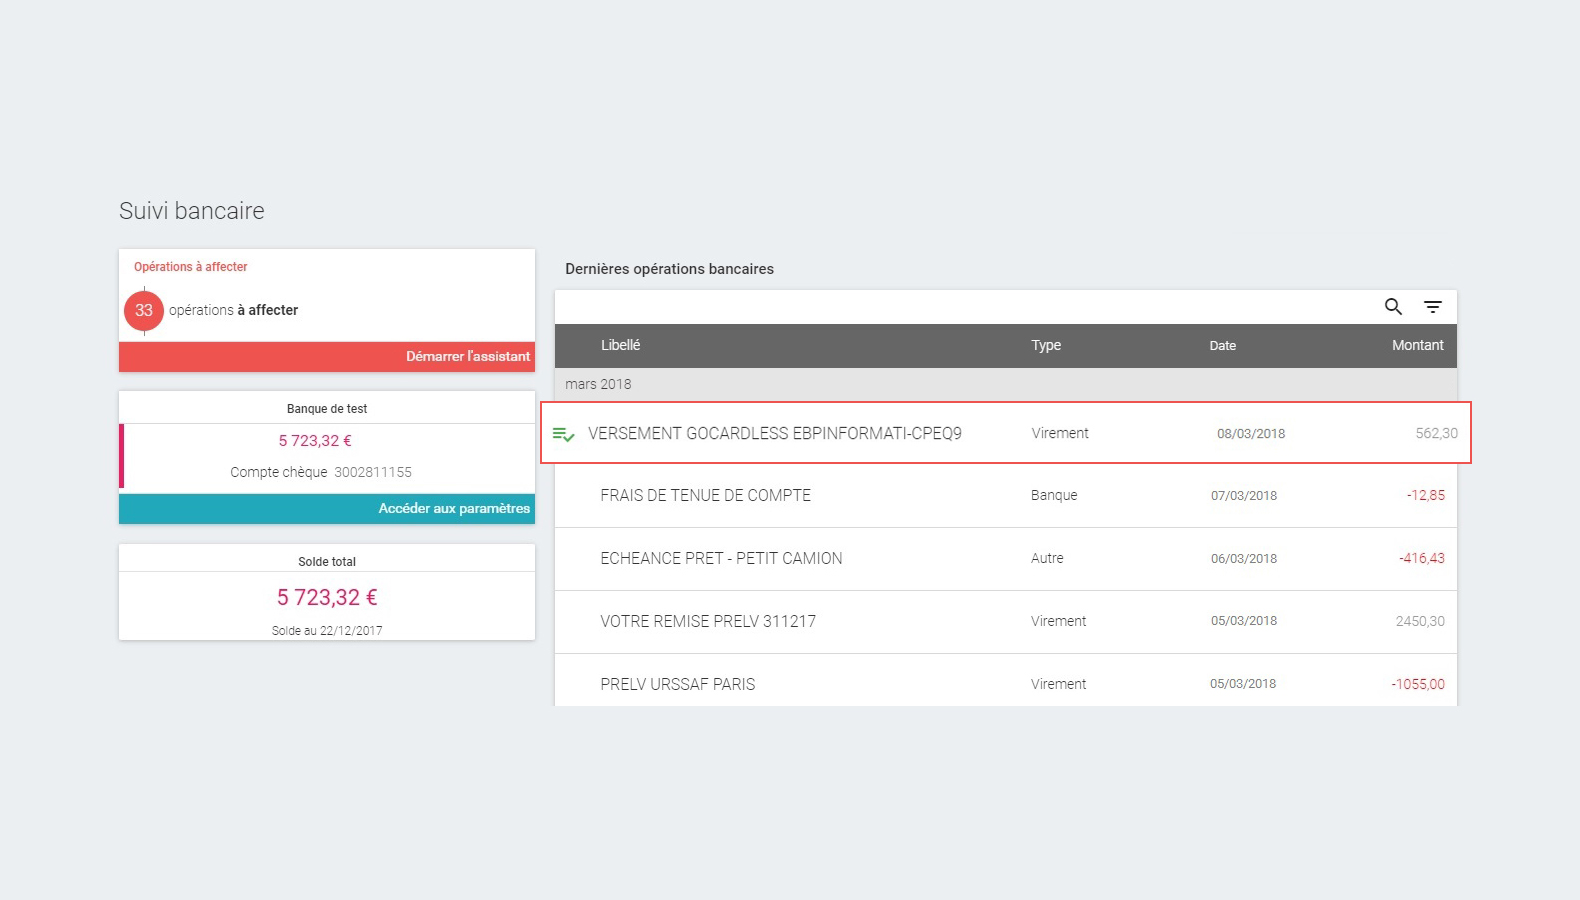 Suivi bancaire
Opérations à affecter
33 opérations à affecter
Démarrer l'assistant
Banque de test
5 723,32 €
Compte chèque 3002811155
Accéder aux paramètres
Solde total
5 723,32 €
Solde au 22/12/2017
Dernières opérations bancaires
Libellé Type Date Montant
mars 2018
VERSEMENT GOCARDLESS EBPINFORMATI-CPEQ9 Virement 08/03/2018 562,30
FRAIS DE TENUE DE COMPTE Banque 07/03/2018 -12,85
ECHEANCE PRET - PETIT CAMION Autre 06/03/2018 -416,43
VOTRE REMISE PRELV 311217 Virement 05/03/2018 2450,30
PRELV URSSAF PARIS Virement 05/03/2018 -1055,00